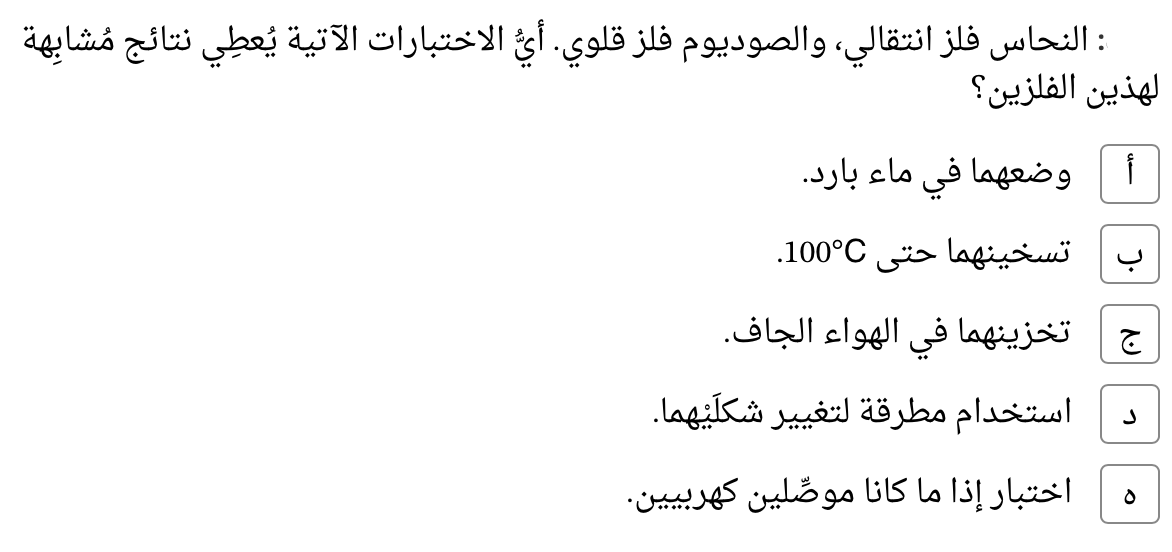 : النحاس فلز انتقالي، والصوديوم فلز قلوي. أيُّ الاختبارات الآتية يُعطِي نتائج مُشابِهة
لهذين الفلزين؟
أ وضعهما في ماء بارد.
ب تسخينهما حتى 100°C.
ج تخزينهما في الهواء الجاف.
د استخدام مطرقة لتغيير شكلَيْهما.
ه اختبار إذا ما كانا موصِّلين كهربيين.